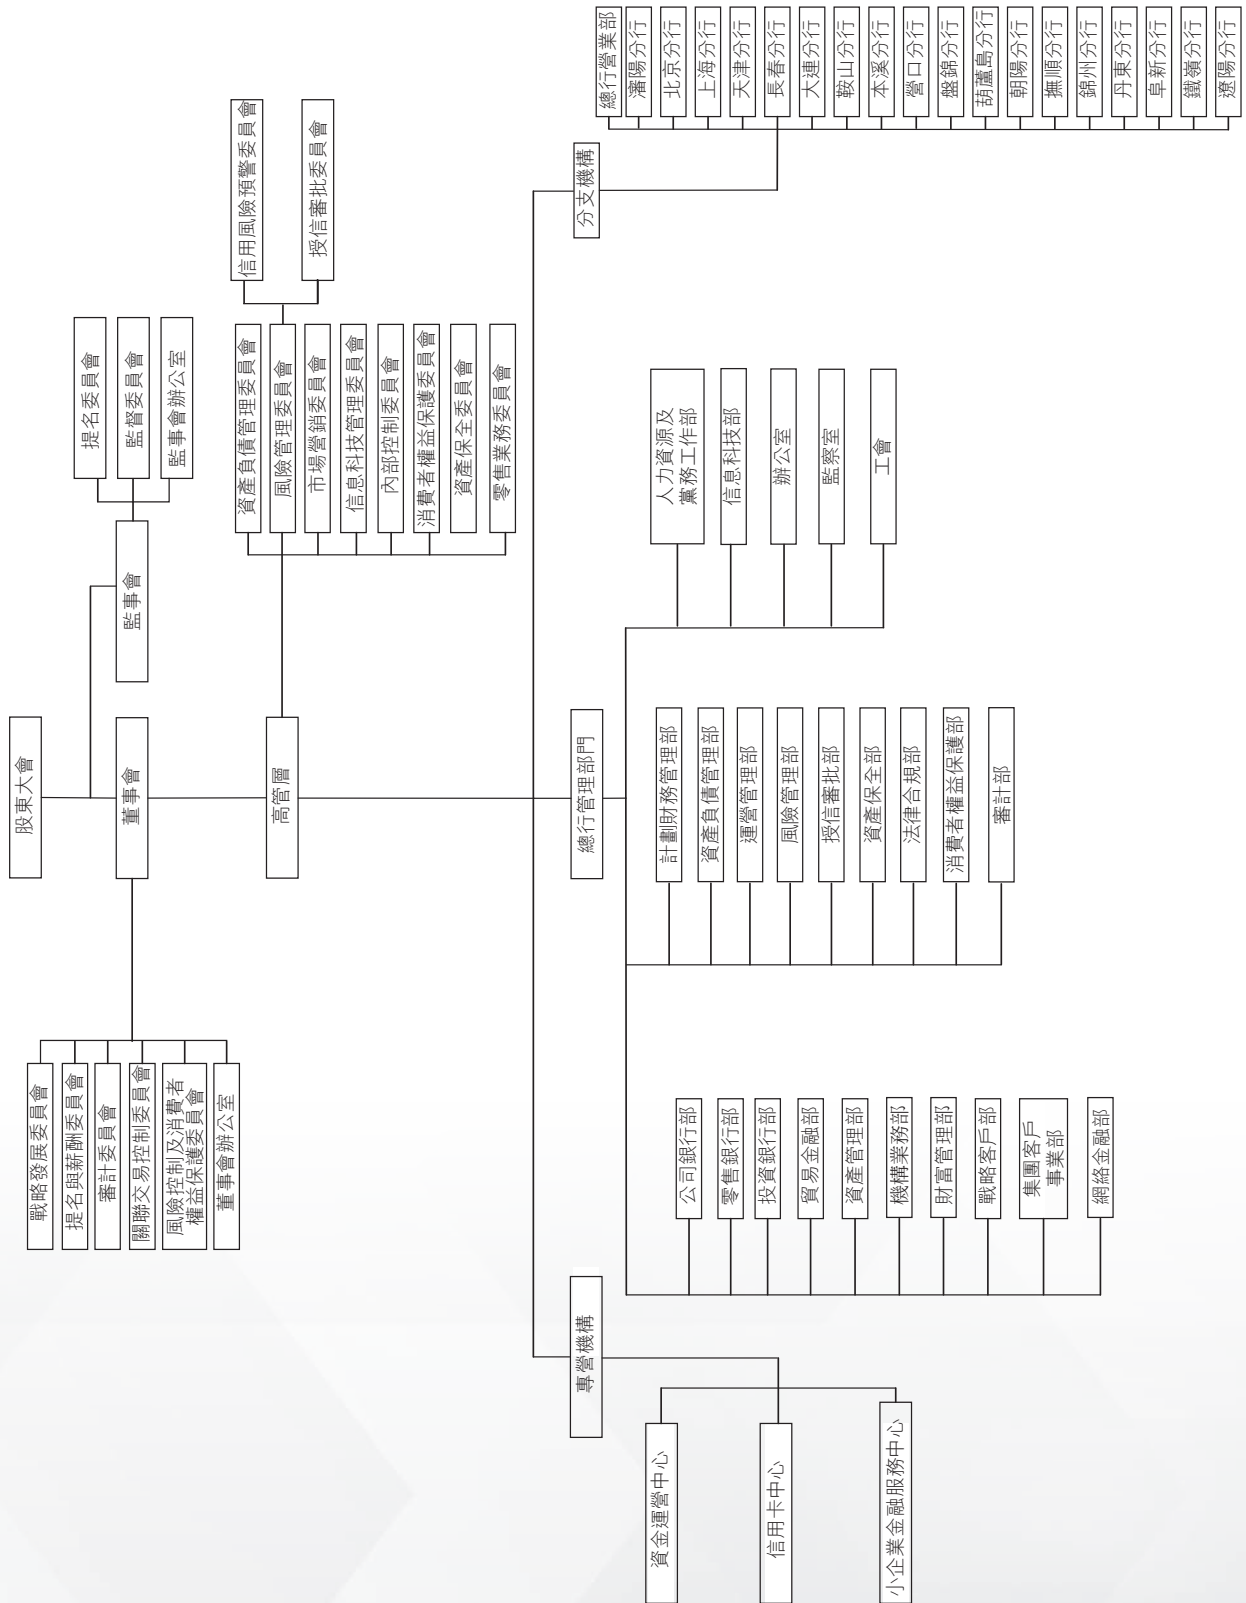 股東大會
董事會
監事會
提名委員會
監督委員會
監事會辦公室
戰略發展委員會
提名與薪酬委員會
審計委員會
關聯交易控制委員會
風險控制及消費者
權益保護委員會
董事會辦公室
高管層
資產負債管理委員會
風險管理委員會
市場營銷委員會
信息科技管理委員會
內部控制委員會
消費者權益保護委員會
資產保全委員會
零售業務委員會
信用風險預警委員會
授信審批委員會
專營機構
總行管理部門
分支機構
資金運營中心
信用卡中心
小企業金融服務中心
公司銀行部
零售銀行部
投資銀行部
貿易金融部
資產管理部
機構業務部
財富管理部
戰略客戶部
集團客戶
事業部
網絡金融部
計劃財務管理部
資產負債管理部
運營管理部
風險管理部
授信審批部
資產保全部
法律合規部
消費者權益保護部
審計部
人力資源及
黨務工作部
信息科技部
辦公室
監察室
工會
總行營業部
瀋陽分行
北京分行
上海分行
天津分行
長春分行
大連分行
鞍山分行
本溪分行
營口分行
盤錦分行
葫蘆島分行
朝陽分行
撫順分行
錦州分行
丹東分行
阜新分行
鐵嶺分行
遼陽分行